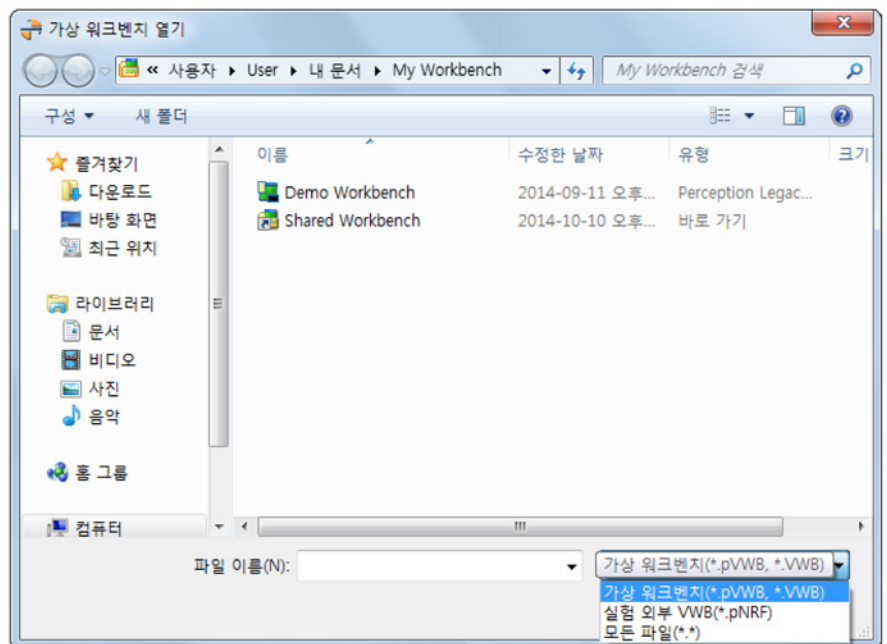 가상 워크벤치 열기
« 사용자 ▸ User ▸ 내 문서 ▸ My Workbench
My Workbench 검색
구성 새 폴더
이름 수정한 날짜 유형 크기
즐겨찾기
다운로드
바탕 화면
최근 위치
라이브러리
문서
비디오
사진
음악
홈 그룹
컴퓨터
Demo Workbench 2014-09-11 오후... Perception Legac...
Shared Workbench 2014-10-10 오후... 바로 가기
파일 이름(N):
가상 워크벤치(*.pVWB, *.VWB)
가상 워크벤치(*.pVWB, *.VWB)
실험 외부 VWB(*.pNRF)
모든 파일(*.*)